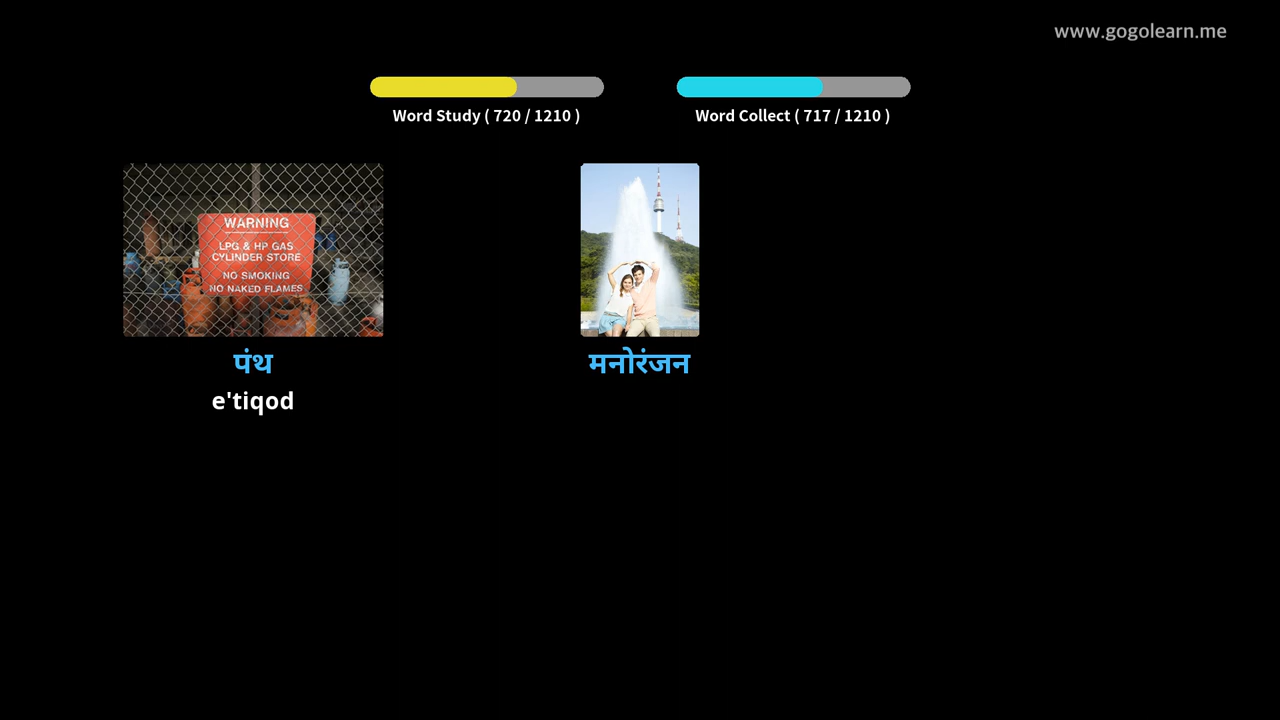 www.gogolearn.me
Word Study ( 720 / 1210 )
Word Collect ( 717 / 1210 )
WARNING
LPG & HP GAS
CYLINDER STORE
NO SMOKING
NO NAKED FLAMES
पंथ
मनोरंजन
e'tiqod